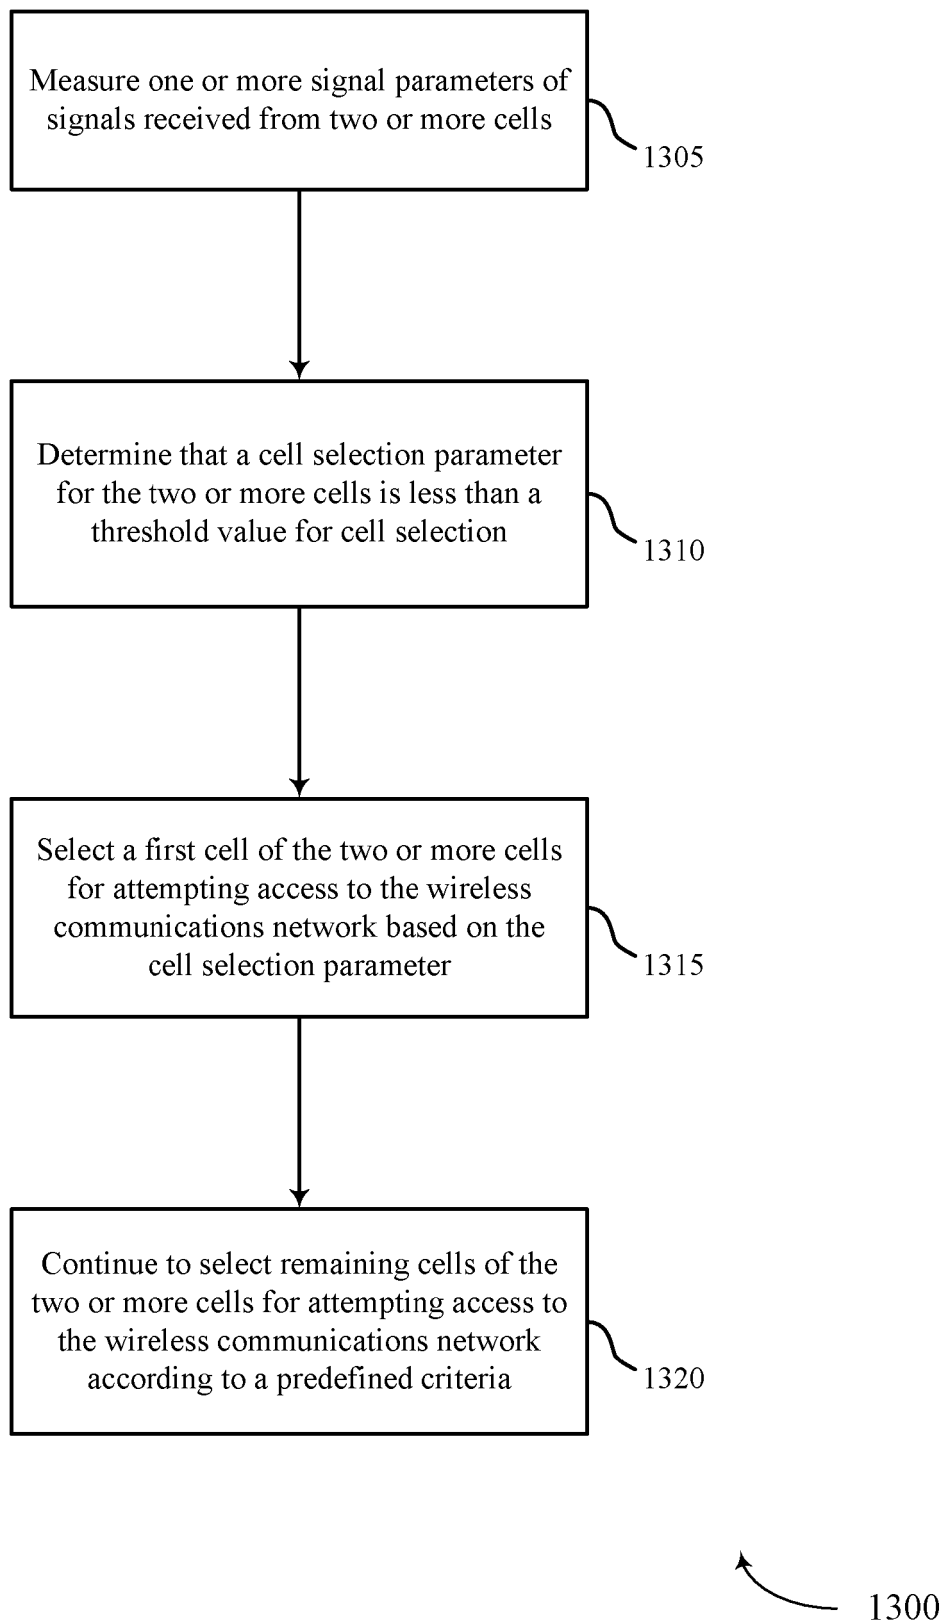 Measure one or more signal parameters of
signals received from two or more cells
1305
Determine that a cell selection parameter
for the two or more cells is less than a
threshold value for cell selection
1310
Select a first cell of the two or more cells
for attempting access to the wireless
communications network based on the
cell selection parameter
1315
Continue to select remaining cells of the
two or more cells for attempting access to
the wireless communications network
according to a predefined criteria
1320
1300